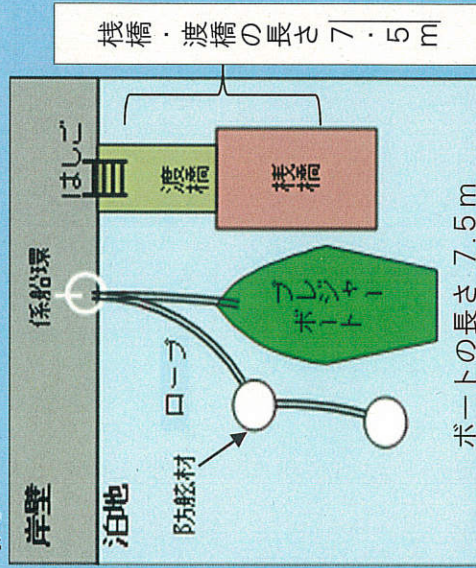 岸壁
係船環
はしご
泊地
渡橋
桟橋
ロープ
防舷材
プレジャー
ボート
ボートの長さ 7.5m
桟橋・渡橋の長さ 7.5m